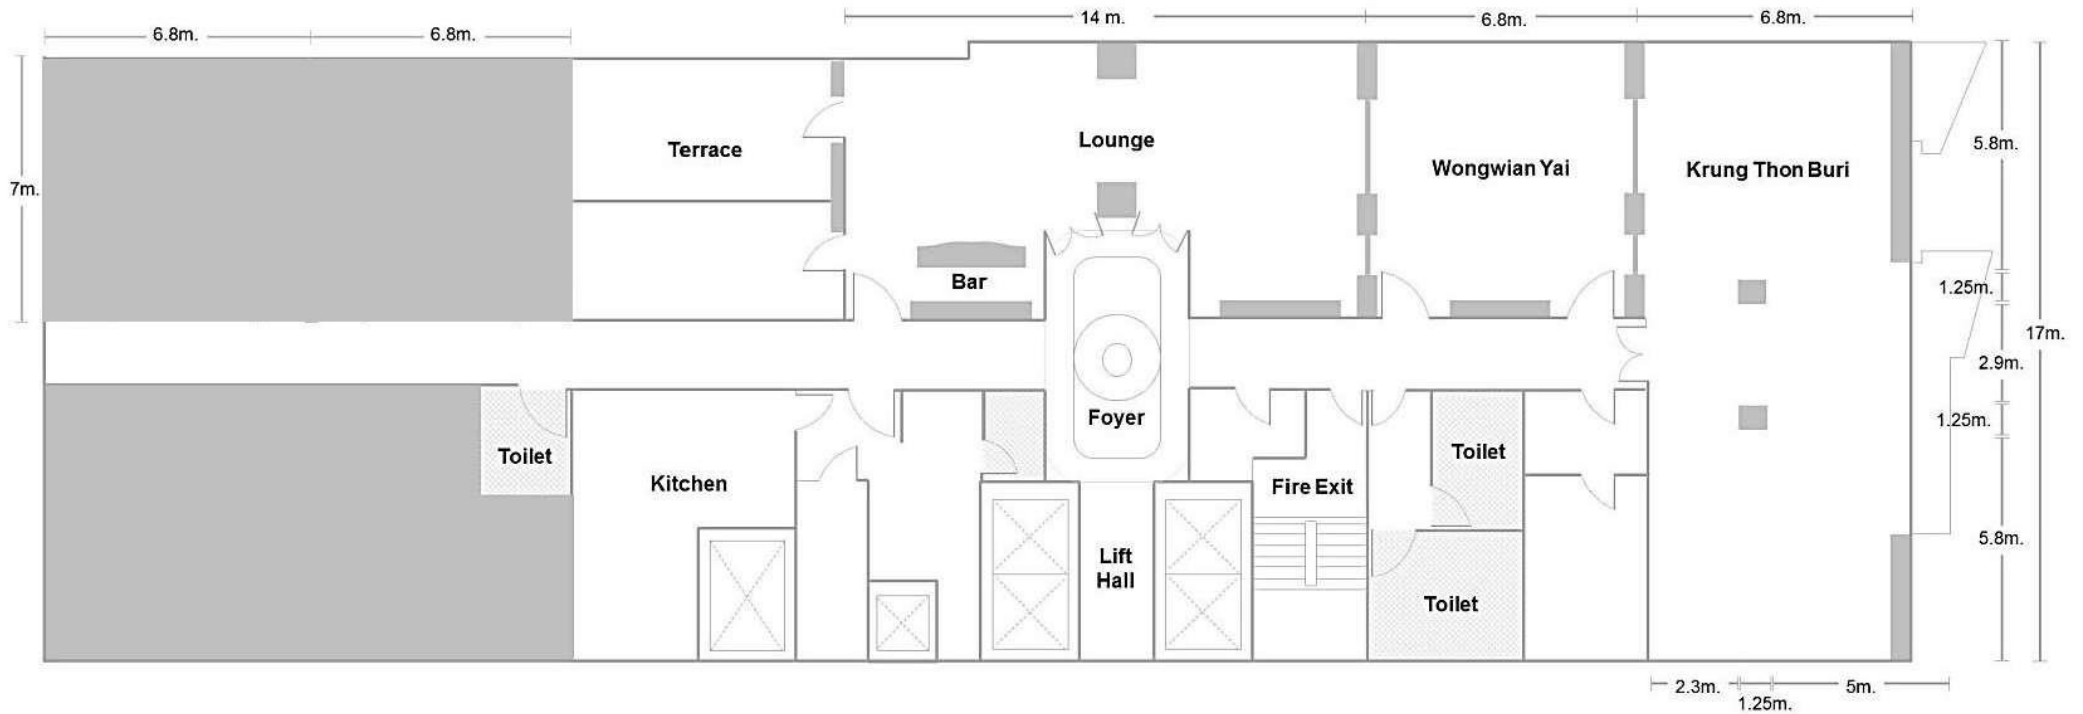 14 m.
6.8m.
6.8m.
6.8m.
6.8m.
7m.
Terrace
Lounge
Wongwian Yai
Krung Thon Buri
5.8m.
Bar
1.25m.
17m.
2.9m.
Foyer
1.25m.
Toilet
Kitchen
Toilet
Fire Exit
5.8m.
Lift
Hall
Toilet
2.3m.
1.25m.
5m.